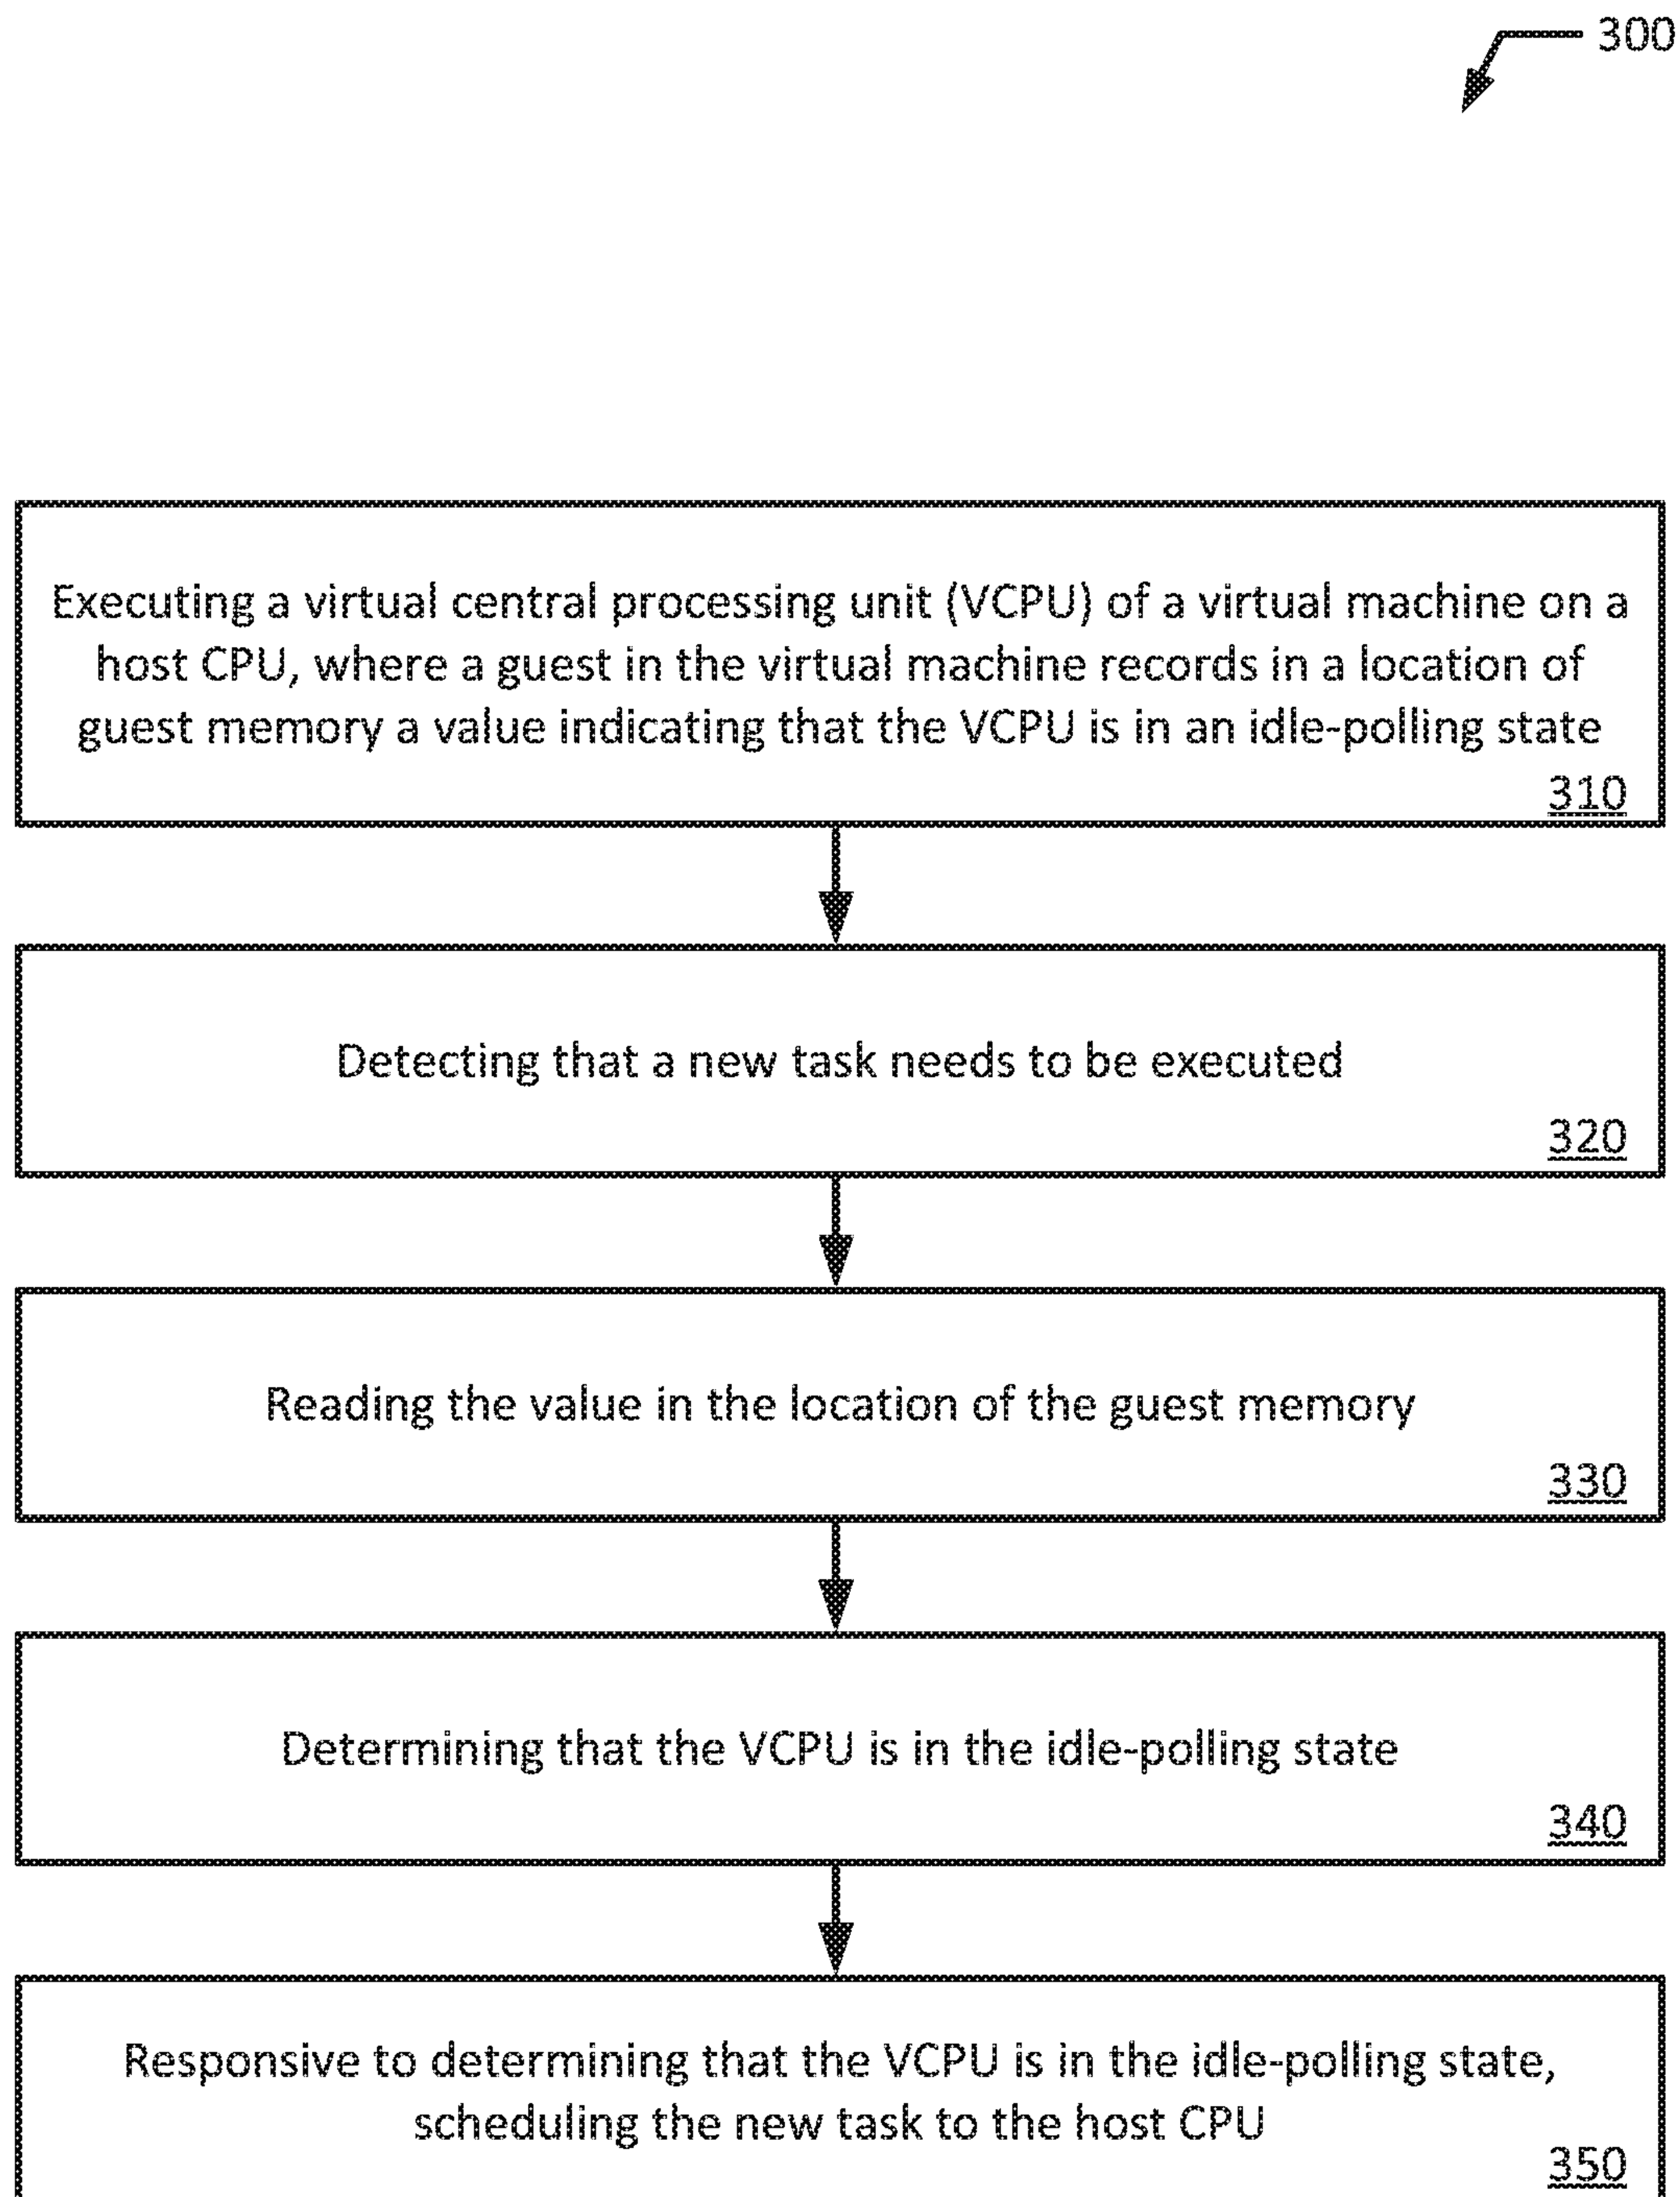 300
Executing a virtual central processing unit (VCPU) of a virtual machine on a
host CPU, where a guest in the virtual machine records in a location of
guest memory a value indicating that the VCPU is in an idle-polling state
310
Detecting that a new task needs to be executed
320
Reading the value in the location of the guest memory
330
Determining that the VCPU is in the idle-polling state
340
Responsive to determining that the VCPU is in the idle-polling state,
scheduling the new task to the host CPU
350